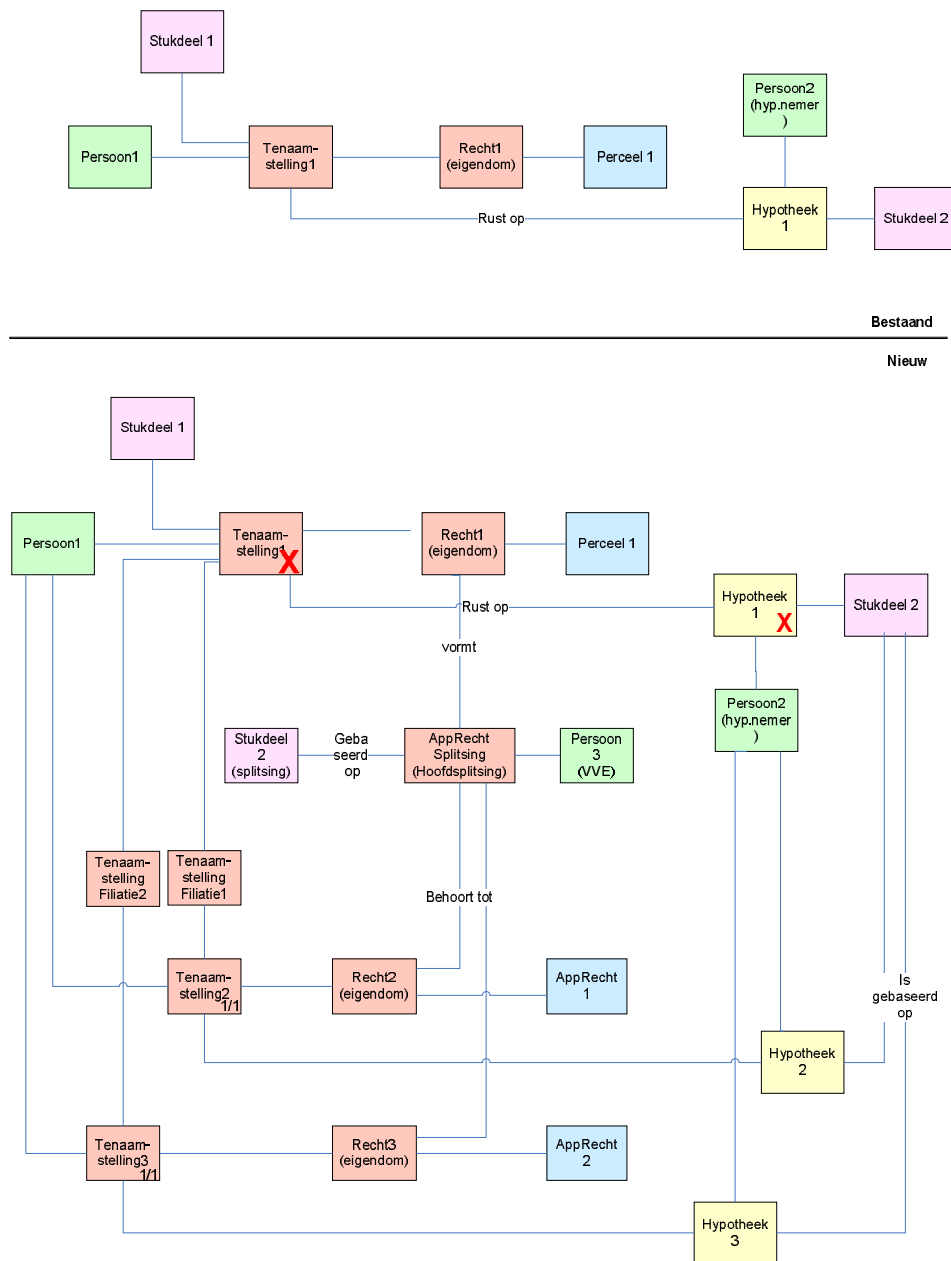 Stukdeel 1
Persoon2
(hyp.nemer
)
Persoon1
Tenaam-
stelling1
Recht1
(eigendom)
Perceel 1
Rust op
Hypotheek
1
Stukdeel 2
Bestaand
Nieuw
Stukdeel 1
Persoon1
Tenaam-
stelling1
X
Recht1
(eigendom)
Perceel 1
Rust op
Hypotheek
1
X
Stukdeel 2
vormt
Persoon2
(hyp.nemer
)
Stukdeel
2
(splitsing)
Geba
seerd
op
AppRecht
Splitsing
(Hoofdsplitsing)
Persoon
3
(VVE)
Tenaam-
stelling
Filiatie2
Tenaam-
stelling
Filiatie1
Behoort tot
Tenaam-
stelling2
1/1
Recht2
(eigendom)
AppRecht
1
Is
gebaseerd
op
Hypotheek
2
Tenaam-
stelling3
1/1
Recht3
(eigendom)
AppRecht
2
Hypotheek
3